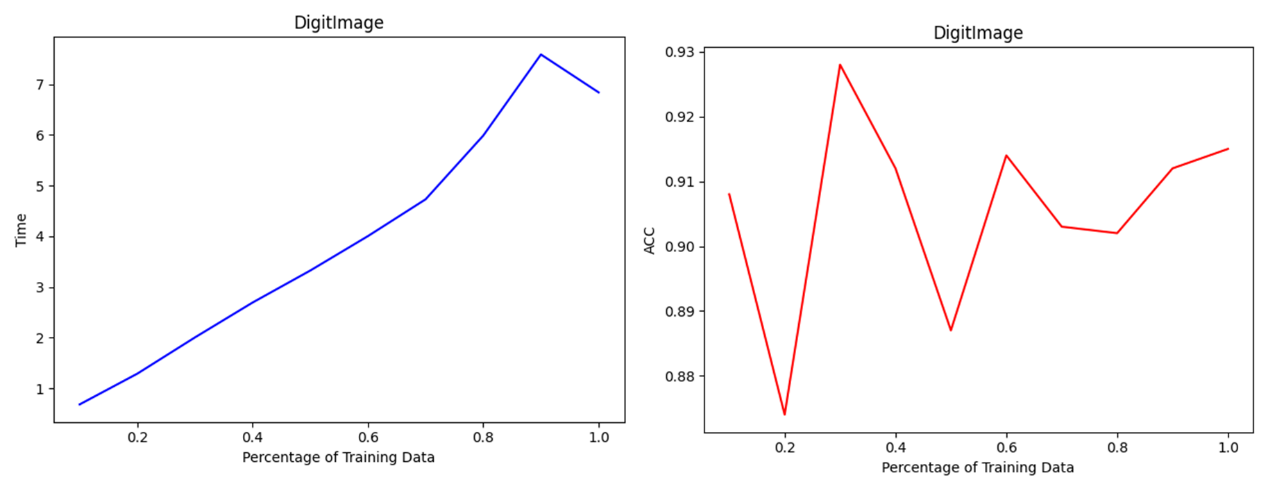 DigitImage
7
6
5
4
3
2
1
Time
0.2 0.4 0.6 0.8 1.0
Percentage of Training Data
DigitImage
0.93
0.92
0.91
0.90
0.89
0.88
ACC
0.2 0.4 0.6 0.8 1.0
Percentage of Training Data